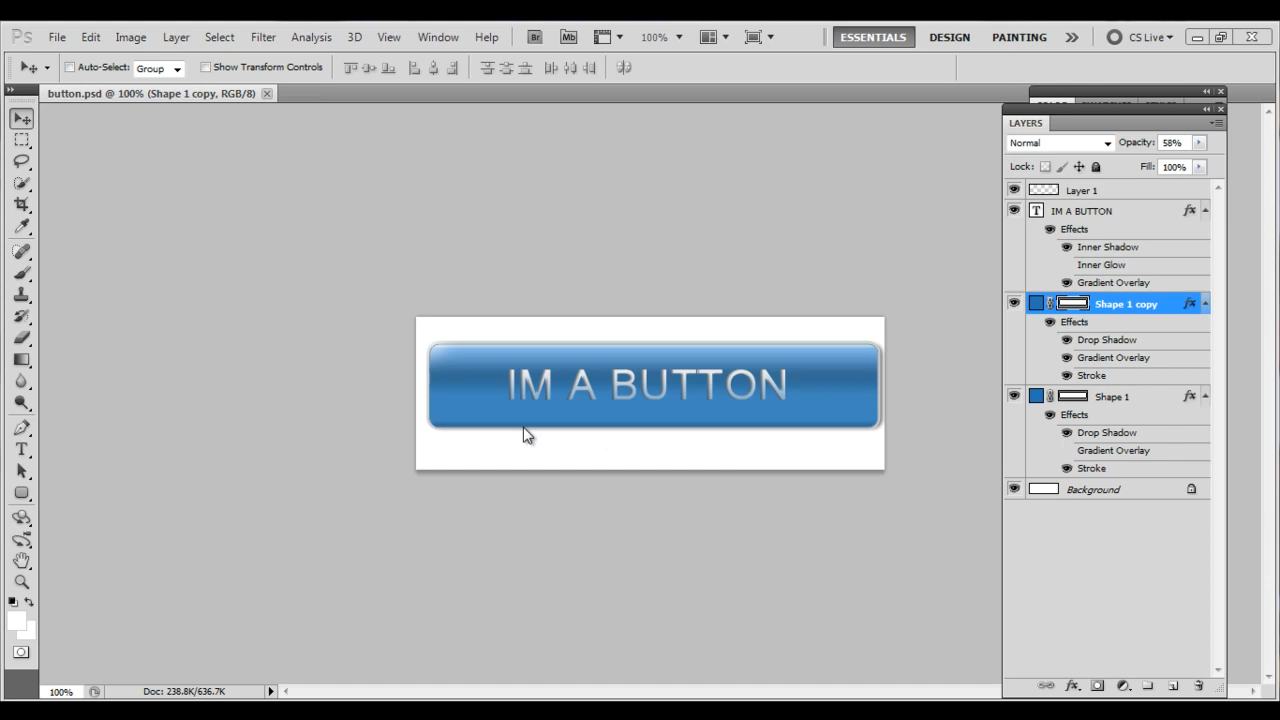 Ps File Edit Image Layer Select Filter Analysis 3D View Window Help Br Mb 100% ESSENTIALS DESIGN PAINTING CS Live
Auto-Select: Group Show Transform Controls
button.psd @ 100% (Shape 1 copy, RGB/8)
LAYERS
Normal Opacity: 58%
Lock: Fill: 100%
Layer 1
T IM A BUTTON fx
Effects
Inner Shadow
Inner Glow
Gradient Overlay
Shape 1 copy fx
Effects
Drop Shadow
Gradient Overlay
Stroke
Shape 1 fx
Effects
Drop Shadow
Gradient Overlay
Stroke
Background
IM A BUTTON
100% Doc: 238.8K/636.7K